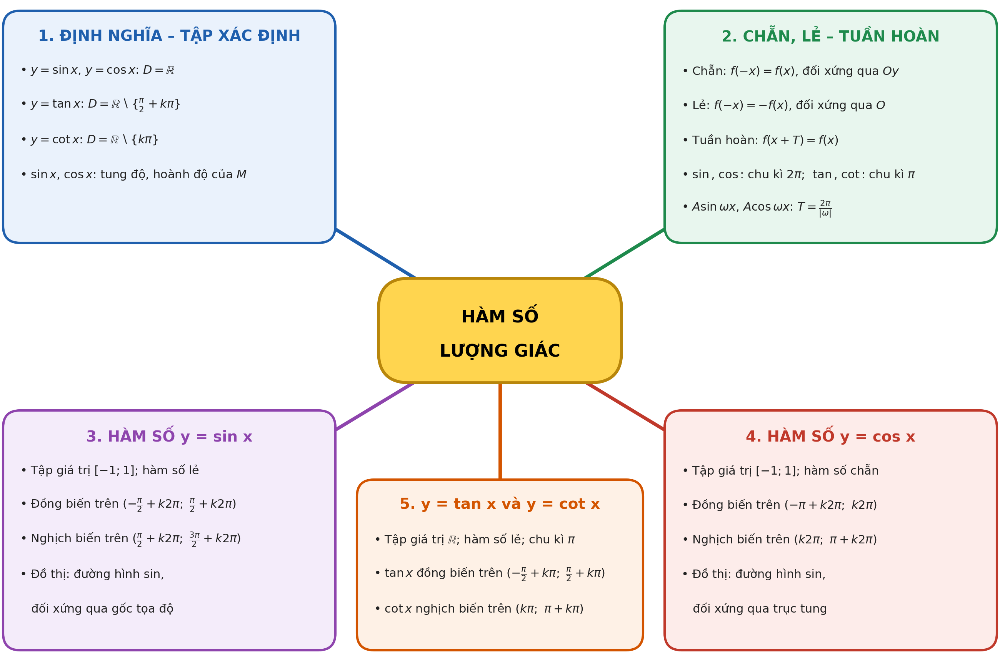 1. ĐỊNH NGHĨA – TẬP XÁC ĐỊNH
• y = sin x, y = cos x: D = ℝ
• y = tan x: D = ℝ \ {π/2 + kπ}
• y = cot x: D = ℝ \ {kπ}
• sin x, cos x: tung độ, hoành độ của M
2. CHẴN, LẺ – TUẦN HOÀN
• Chẵn: f(−x) = f(x), đối xứng qua Oy
• Lẻ: f(−x) = −f(x), đối xứng qua O
• Tuần hoàn: f(x + T) = f(x)
• sin , cos : chu kì 2π; tan , cot : chu kì π
• A sin ωx, A cos ωx: T = 2π/|ω|
HÀM SỐ
LƯỢNG GIÁC
3. HÀM SỐ y = sin x
• Tập giá trị [−1; 1]; hàm số lẻ
• Đồng biến trên (−π/2 + k2π; π/2 + k2π)
• Nghịch biến trên (π/2 + k2π; 3π/2 + k2π)
• Đồ thị: đường hình sin,
đối xứng qua gốc tọa độ
4. HÀM SỐ y = cos x
• Tập giá trị [−1; 1]; hàm số chẵn
• Đồng biến trên (−π + k2π; k2π)
• Nghịch biến trên (k2π; π + k2π)
• Đồ thị: đường hình sin,
đối xứng qua trục tung
5. y = tan x và y = cot x
• Tập giá trị ℝ; hàm số lẻ; chu kì π
• tan x đồng biến trên (−π/2 + kπ; π/2 + kπ)
• cot x nghịch biến trên (kπ; π + kπ)